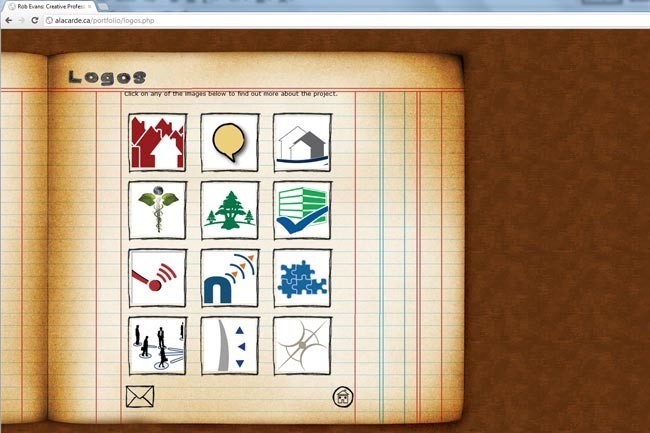 Rob Evans: Creative Profess
alacarde.ca/portfolio/logos.php
Logos
Click on any of the images below to find out more about the project.
n